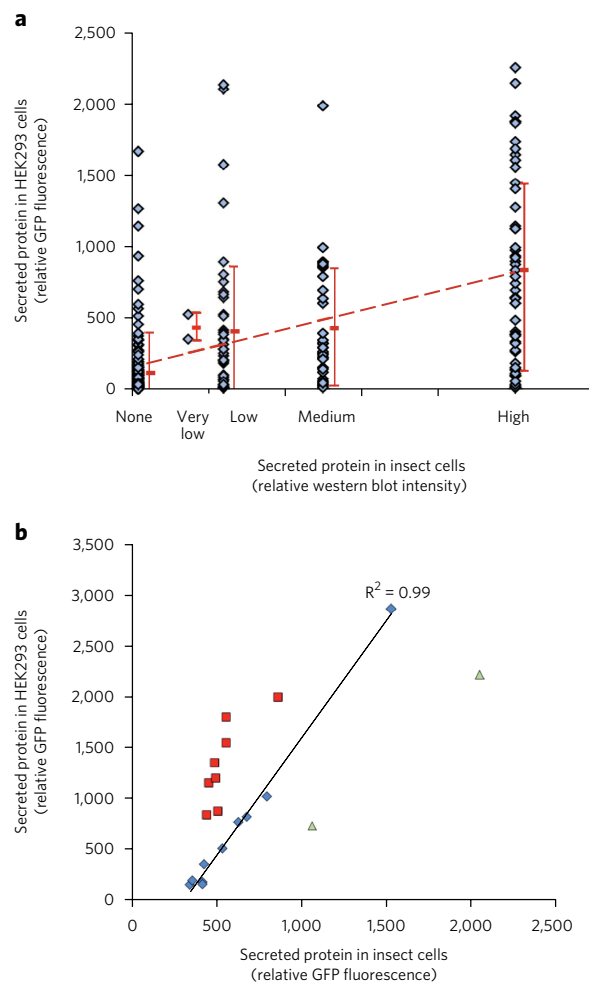 a
Secreted protein in HEK293 cells
(relative GFP fluorescence)
2,500
2,000
1,500
1,000
500
0
None
Very
low
Low
Medium
High
Secreted protein in insect cells
(relative western blot intensity)
b
Secreted protein in HEK293 cells
(relative GFP fluorescence)
3,500
3,000
2,500
2,000
1,500
1,000
500
0
R² = 0.99
0 500 1,000 1,500 2,000 2,500
Secreted protein in insect cells
(relative GFP fluorescence)